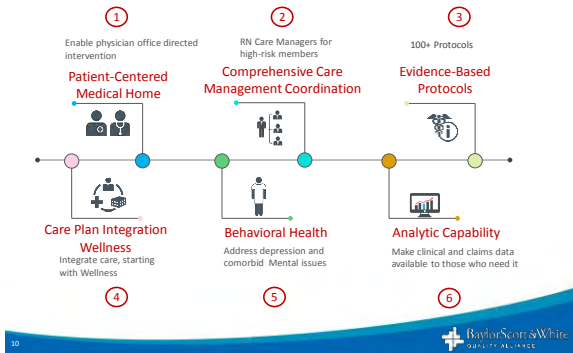 1
Enable physician office directed
intervention
Patient-Centered
Medical Home
2
RN Care Managers for
high-risk members
Comprehensive Care
Management Coordination
3
100+ Protocols
Evidence-Based
Protocols
Care Plan Integration
Wellness
Integrate care, starting
with Wellness
4
Behavioral Health
Address depression and
comorbid Mental issues
5
Analytic Capability
Make clinical and claims data
available to those who need it
6
10
BaylorScott&White
QUALITY ALLIANCE